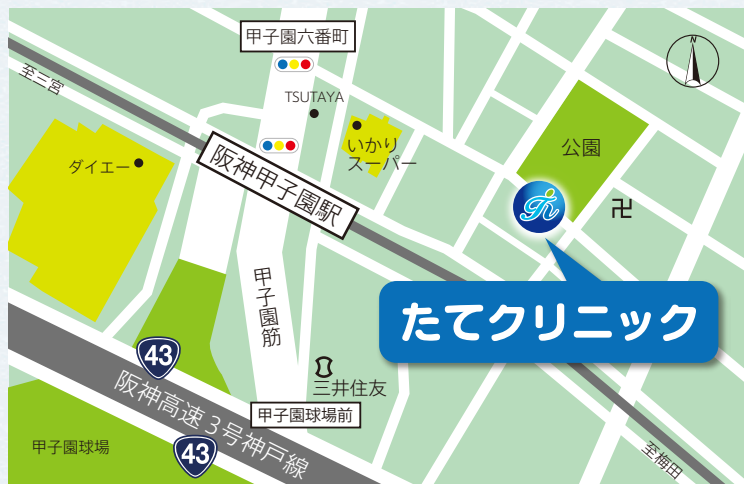 甲子園六番町
N
至三宮
TSUTAYA
いかり
スーパー
公園
ダイエー
阪神甲子園駅
卍
甲子園筋
たてクリニック
43
三井住友
阪神高速3号神戸線
甲子園球場前
甲子園球場
43
至梅田